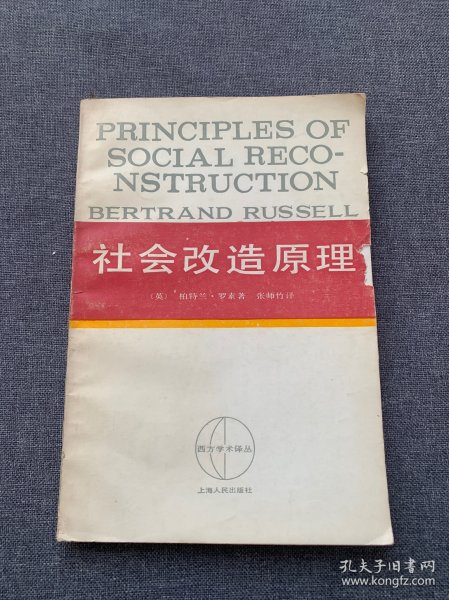 PRINCIPLES OF
SOCIAL RECO-
NSTRUCTION
BERTRAND RUSSELL
社会改造原理
〔英〕 柏特兰·罗素著 张师竹译
西方学术译丛
上海人民出版社
孔夫子旧书网
www.kongfz.com